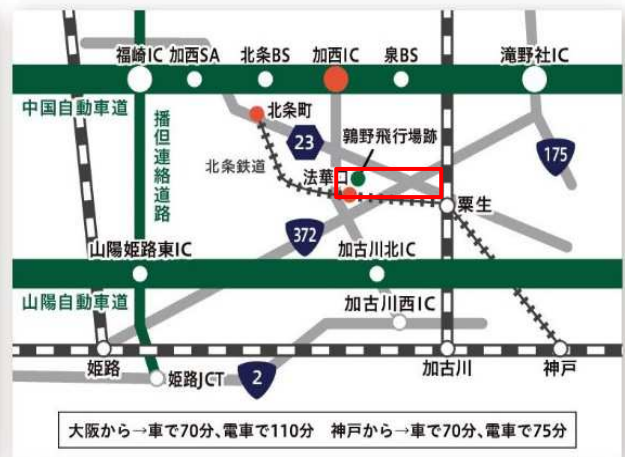 福崎IC 加西SA 北条BS 加西IC 泉BS 滝野社IC
中国自動車道
北条町
播但連絡道路
23
鶉野飛行場跡
175
北条鉄道
法華口
粟生
372
山陽姫路東IC
加古川北IC
山陽自動車道
加古川西IC
姫路
加古川
神戸
姫路JCT
2
大阪から→車で70分、電車で110分 神戸から→車で70分、電車で75分